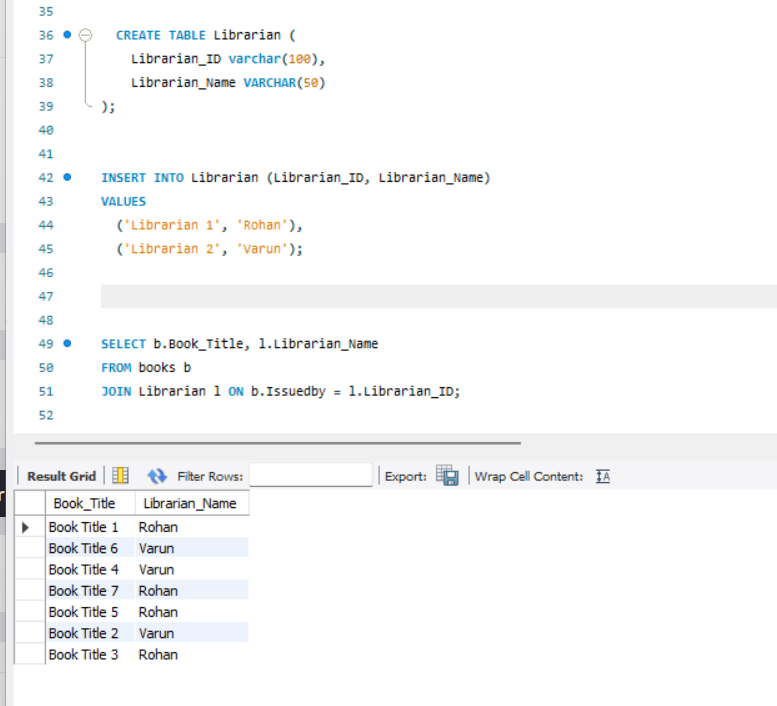 35
36 CREATE TABLE Librarian (
37 Librarian_ID varchar(100),
38 Librarian_Name VARCHAR(50)
39 );
40
41
42 INSERT INTO Librarian (Librarian_ID, Librarian_Name)
43 VALUES
44 ('Librarian 1', 'Rohan'),
45 ('Librarian 2', 'Varun');
46
47
48
49 SELECT b.Book_Title, l.Librarian_Name
50 FROM books b
51 JOIN Librarian l ON b.Issuedby = l.Librarian_ID;
52
Result Grid Filter Rows: Export: Wrap Cell Content:
Book_Title Librarian_Name
Book Title 1 Rohan
Book Title 6 Varun
Book Title 4 Varun
Book Title 7 Rohan
Book Title 5 Rohan
Book Title 2 Varun
Book Title 3 Rohan